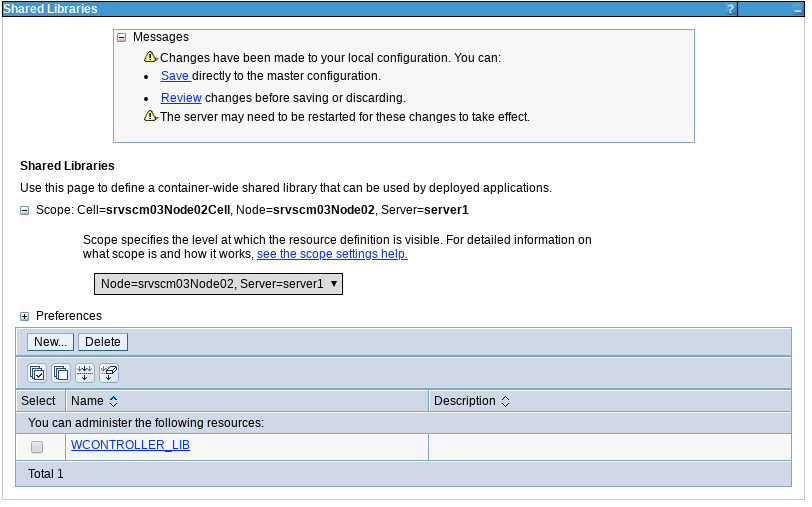 Shared Libraries ? –
Messages
Changes have been made to your local configuration. You can:
• Save directly to the master configuration.
• Review changes before saving or discarding.
The server may need to be restarted for these changes to take effect.
Shared Libraries
Use this page to define a container-wide shared library that can be used by deployed applications.
Scope: Cell=srvscm03Node02Cell, Node=srvscm03Node02, Server=server1
Scope specifies the level at which the resource definition is visible. For detailed information on
what scope is and how it works, see the scope settings help.
Node=srvscm03Node02, Server=server1
Preferences
New... Delete
Select Name Description
You can administer the following resources:
WCONTROLLER_LIB
Total 1